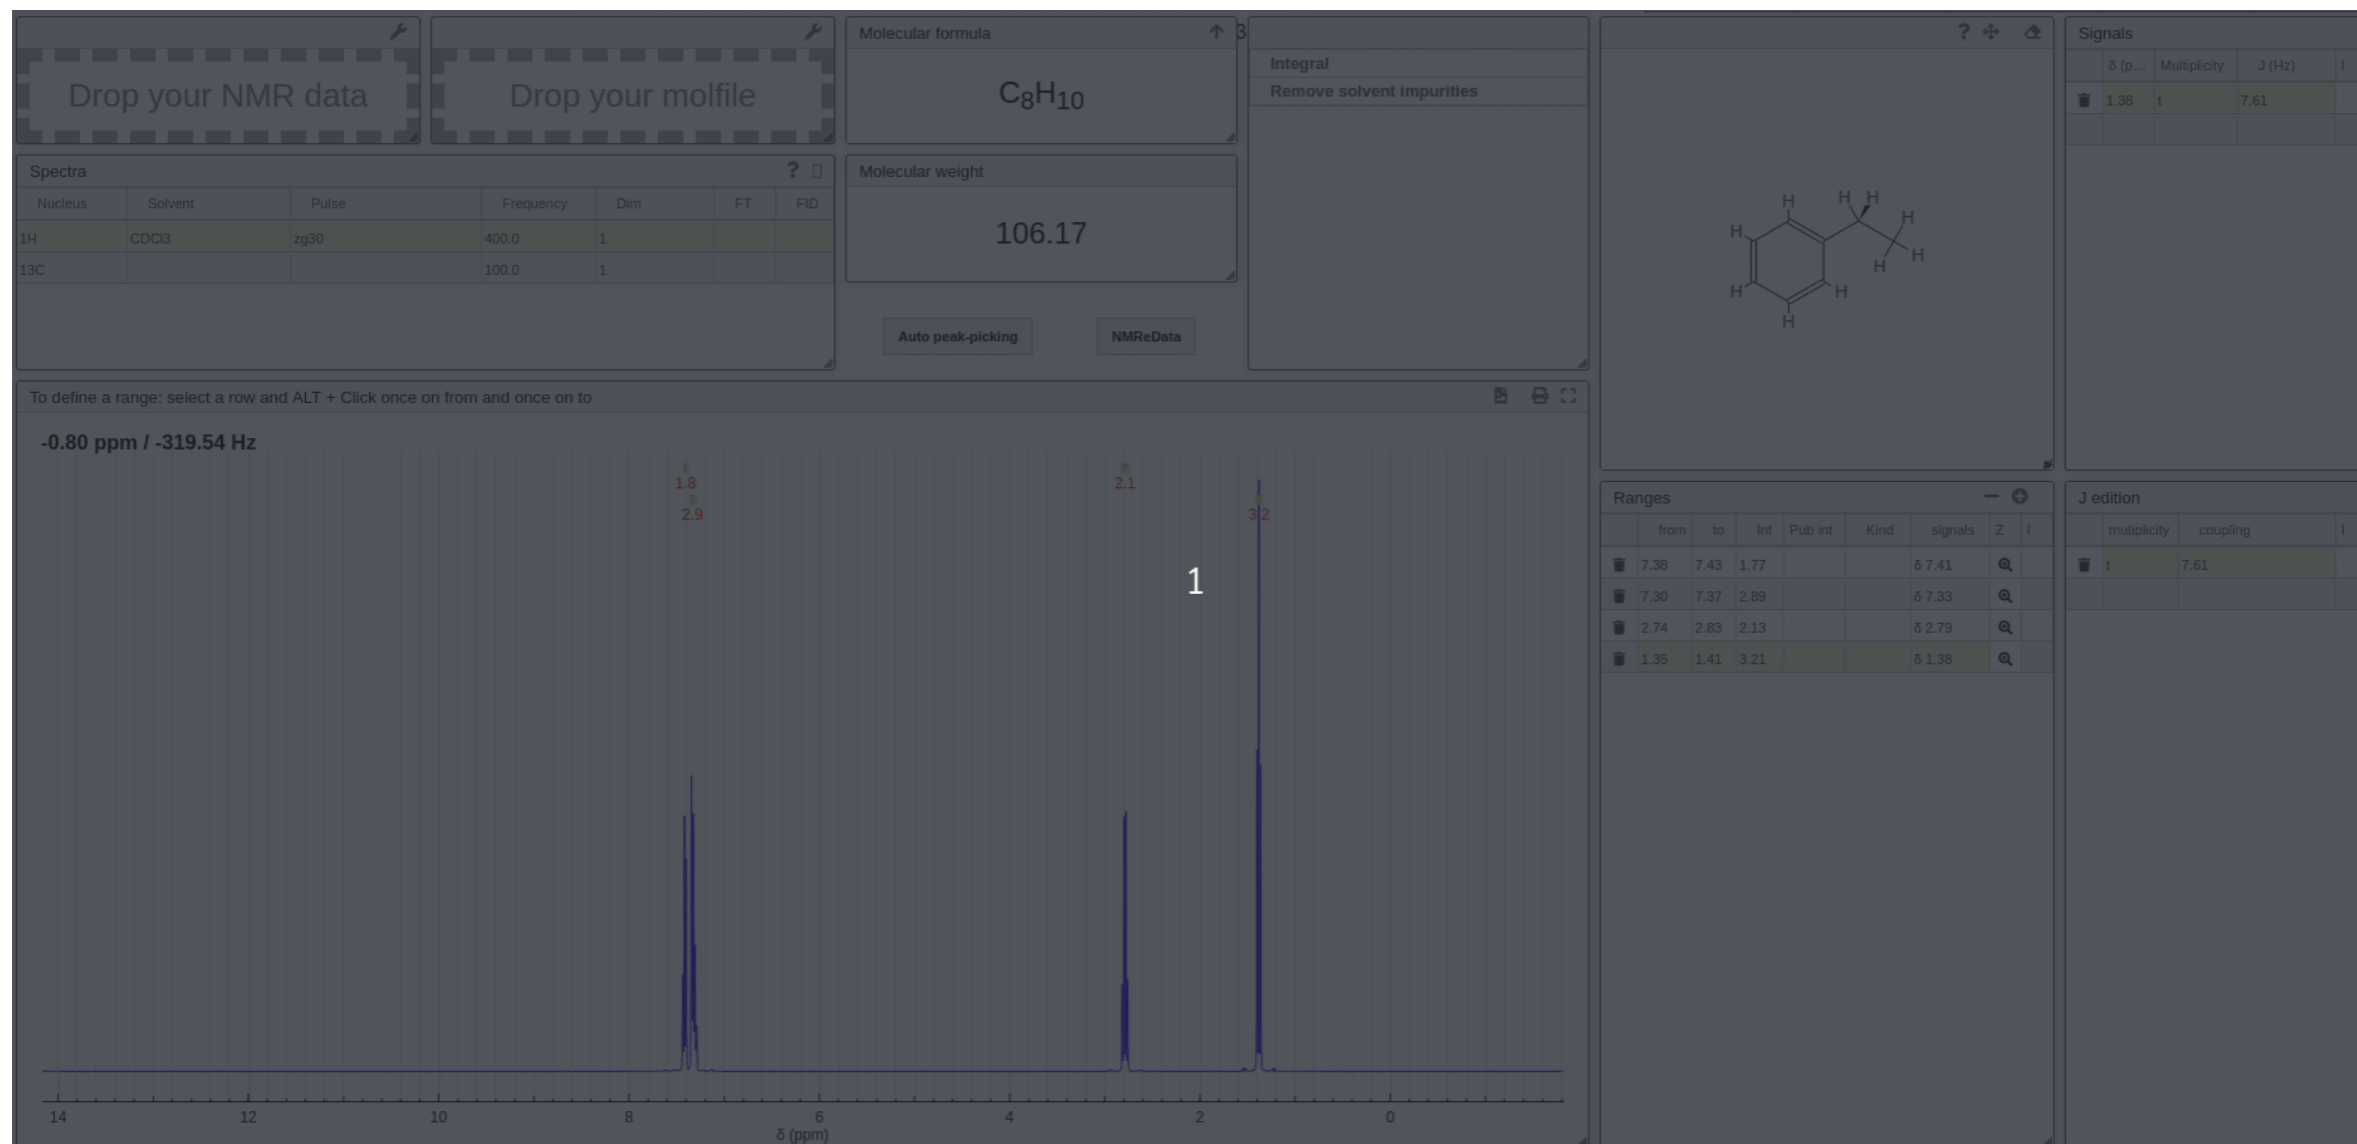 Drop your NMR data
Drop your molfile
Molecular formula
3
C8H10
Integral
Remove solvent impurities
Spectra ?
Nucleus Solvent Pulse Frequency Dim FT FID
1H CDCl3 zg30 400.0 1
13C 100.0 1
Molecular weight
106.17
Auto peak-picking
NMReData
?
H H H H H H H H H H
Signals
δ (p... Multiplicity J (Hz) I
1.38 t 7.61
To define a range: select a row and ALT + Click once on from and once on to
-0.80 ppm / -319.54 Hz
1.8
2.9
2.1
3.2
1
14 12 10 8 6 4 2 0
δ (ppm)
Ranges
from to Int Pub int Kind signals Z I
7.38 7.43 1.77 δ 7.41
7.30 7.37 2.89 δ 7.33
2.74 2.83 2.13 δ 2.79
1.35 1.41 3.21 δ 1.38
J edition
mutiplicity coupling I
t 7.61